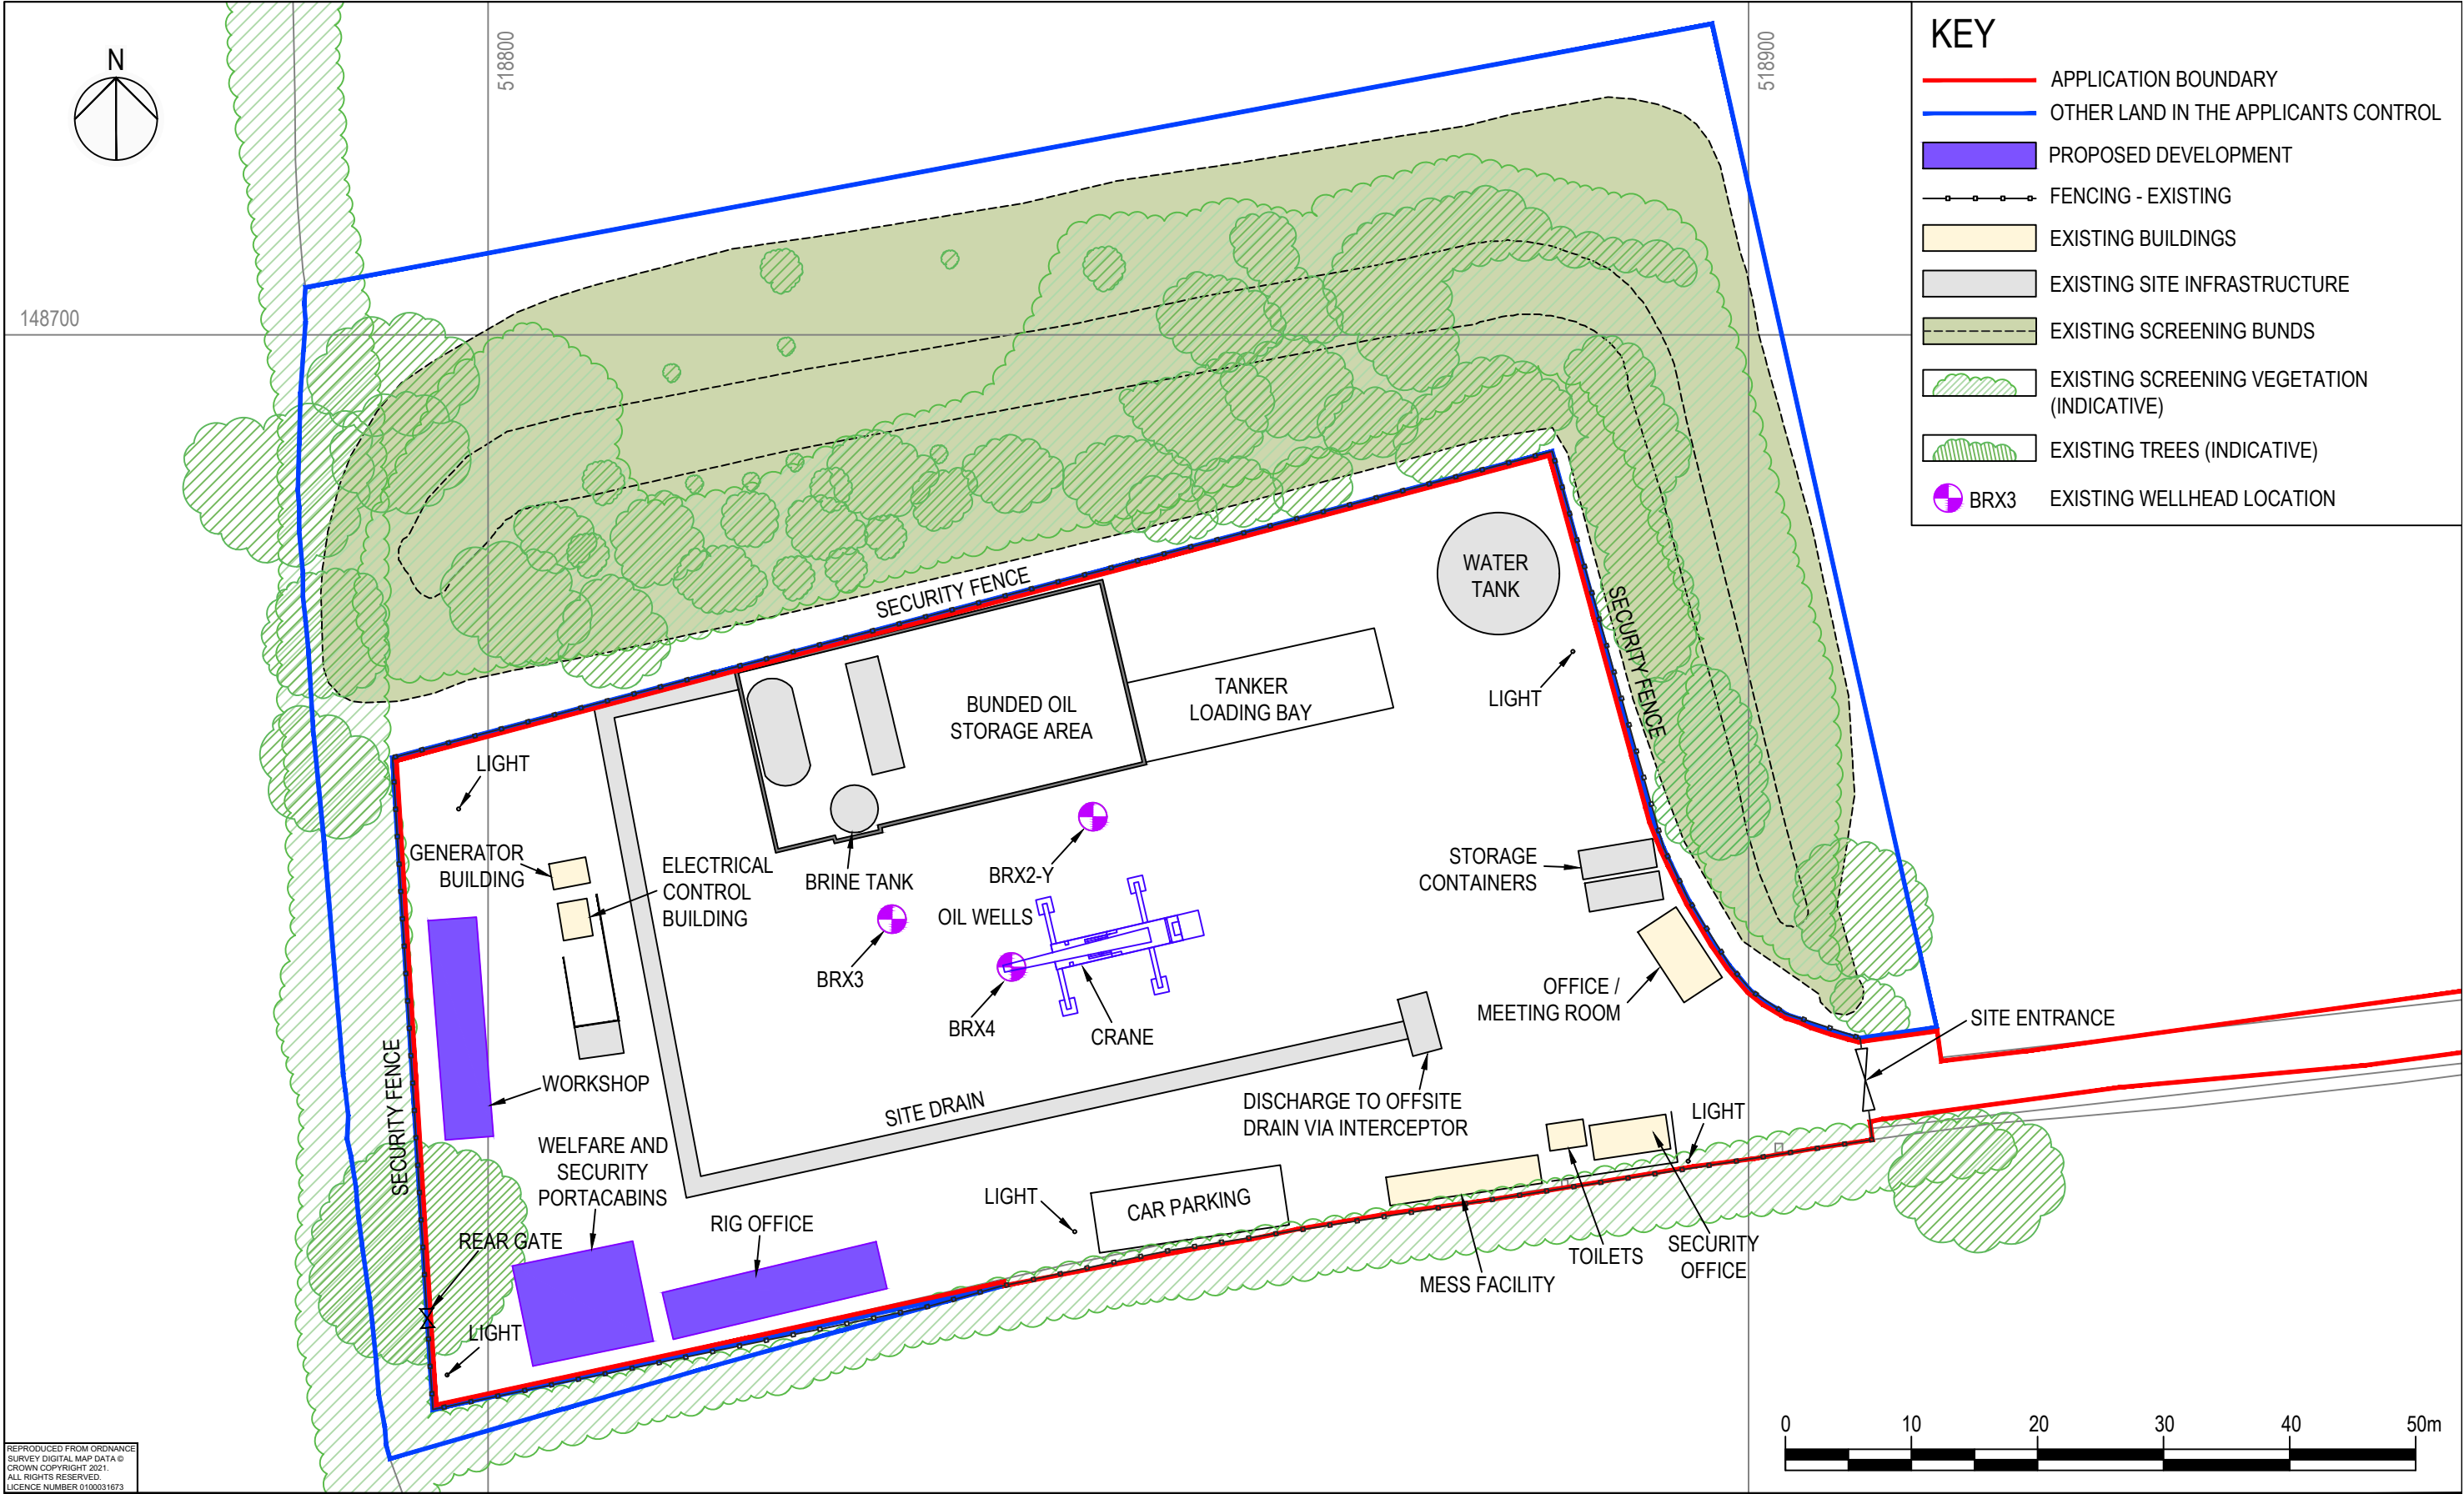 N
518800
518900
148700
KEY
APPLICATION BOUNDARY
OTHER LAND IN THE APPLICANTS CONTROL
PROPOSED DEVELOPMENT
FENCING - EXISTING
EXISTING BUILDINGS
EXISTING SITE INFRASTRUCTURE
EXISTING SCREENING BUNDS
EXISTING SCREENING VEGETATION
(INDICATIVE)
EXISTING TREES (INDICATIVE)
BRX3
EXISTING WELLHEAD LOCATION
WATER
TANK
SECURITY FENCE
SECURITY FENCE
LIGHT
TANKER
LOADING BAY
BUNDED OIL
STORAGE AREA
LIGHT
GENERATOR
BUILDING
ELECTRICAL
CONTROL
BUILDING
BRINE TANK
BRX2-Y
OIL WELLS
BRX3
BRX4
CRANE
STORAGE
CONTAINERS
OFFICE /
MEETING ROOM
SITE ENTRANCE
SECURITY FENCE
WORKSHOP
SITE DRAIN
DISCHARGE TO OFFSITE
DRAIN VIA INTERCEPTOR
LIGHT
WELFARE AND
SECURITY
PORTACABINS
RIG OFFICE
LIGHT
CAR PARKING
REAR GATE
LIGHT
MESS FACILITY
TOILETS
SECURITY
OFFICE
0 10 20 30 40 50m
REPRODUCED FROM ORDNANCE
SURVEY DIGITAL MAP DATA ©
CROWN COPYRIGHT 2021.
ALL RIGHTS RESERVED.
LICENCE NUMBER 0100031673